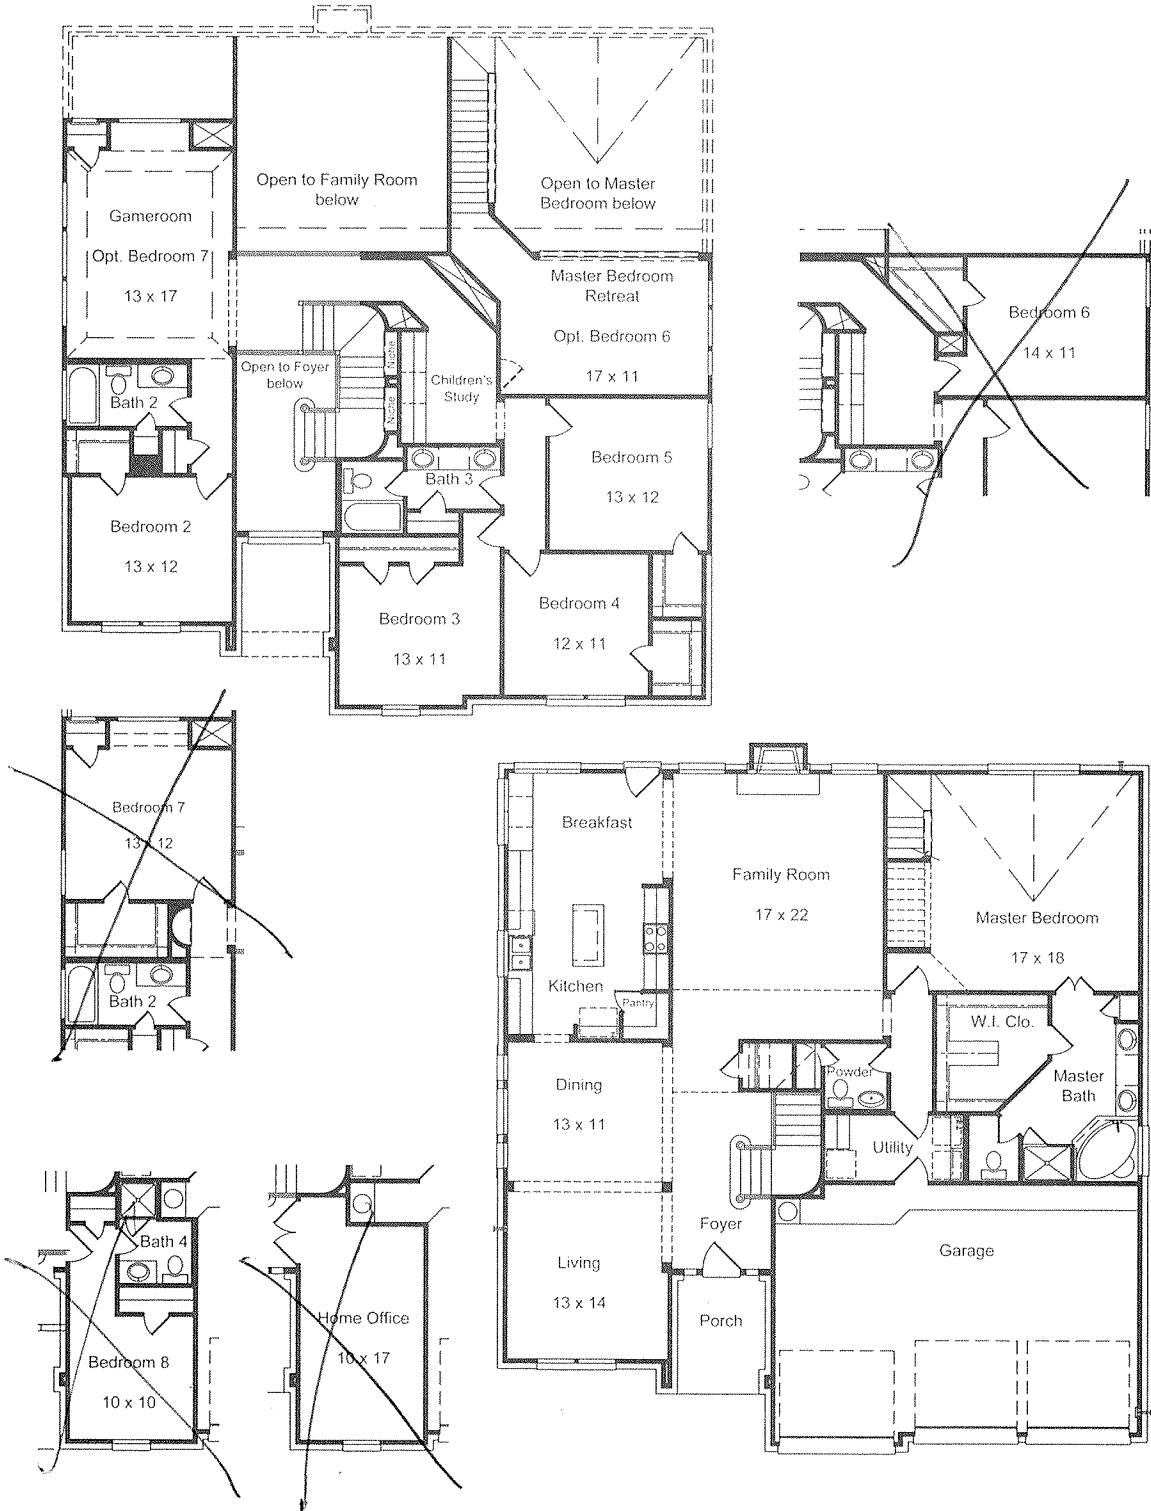 Open to Family Room
below
Open to Master
Bedroom below
Gameroom
Opt. Bedroom 7
13 x 17
Master Bedroom
Retreat
Opt. Bedroom 6
17 x 11
Open to Foyer
below
Niche
Niche
Children's
Study
Bath 2
Bath 3
Bedroom 5
13 x 12
Bedroom 2
13 x 12
Bedroom 3
13 x 11
Bedroom 4
12 x 11
Bedroom 6
14 x 11
Bedroom 7
13 x 12
Bath 2
Breakfast
Family Room
17 x 22
Master Bedroom
17 x 18
Kitchen
Pantry
W.I. Clo.
Powder
Master
Bath
Dining
13 x 11
Utility
Foyer
Garage
Living
13 x 14
Porch
Bath 4
Bedroom 8
10 x 10
Home Office
10 x 17